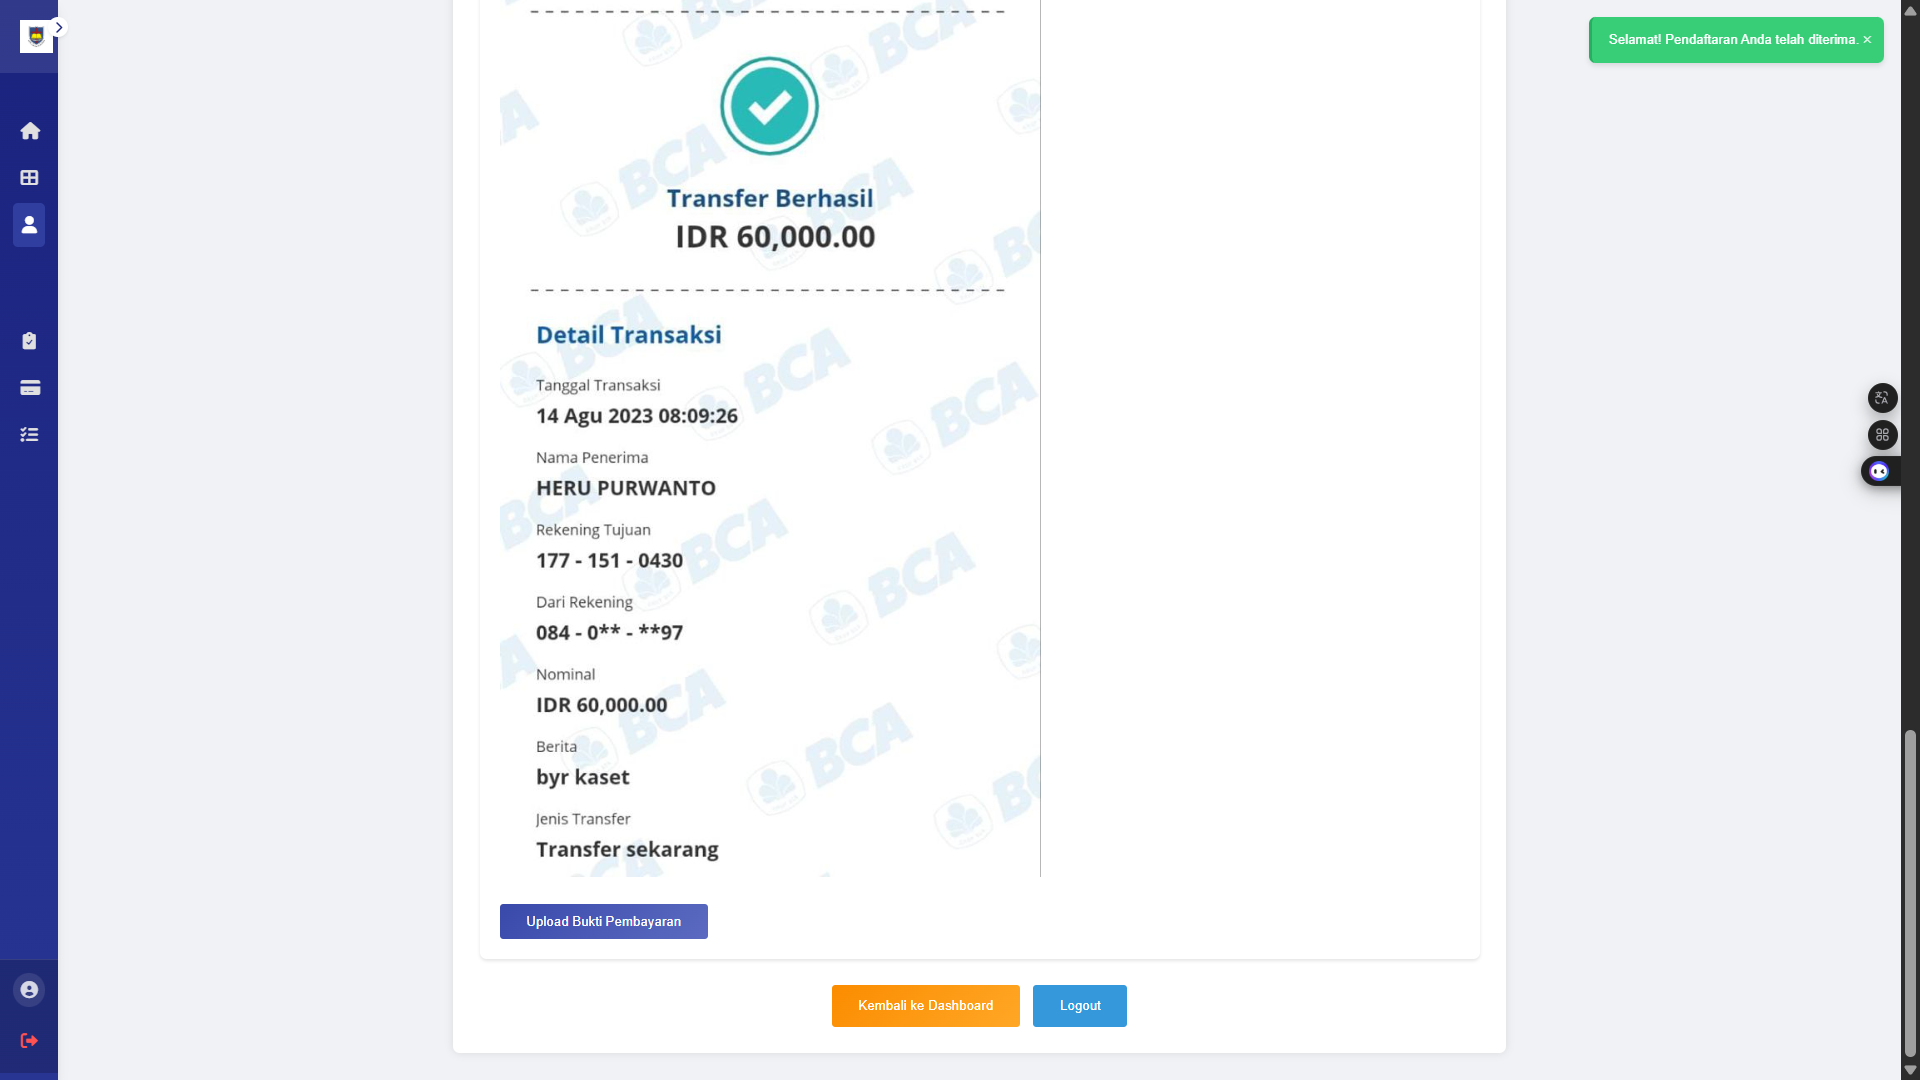 Selamat! Pendaftaran Anda telah diterima. ×
Transfer Berhasil
IDR 60,000.00
Detail Transaksi
Tanggal Transaksi
14 Agu 2023 08:09:26
Nama Penerima
HERU PURWANTO
Rekening Tujuan
177 - 151 - 0430
Dari Rekening
084 - 0** - **97
Nominal
IDR 60,000.00
Berita
byr kaset
Jenis Transfer
Transfer sekarang
BCA
Upload Bukti Pembayaran
Kembali ke Dashboard
Logout